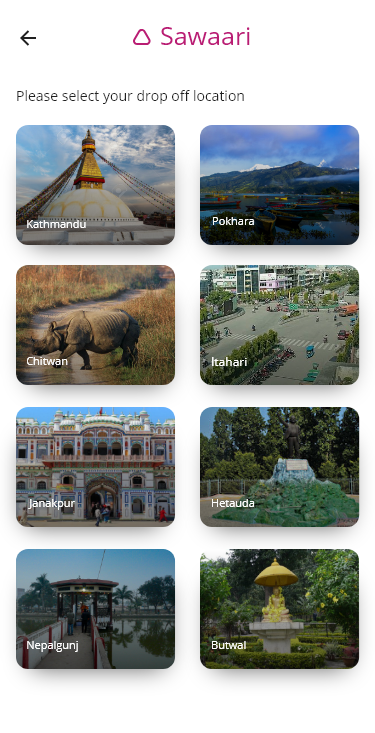 Sawaari
Please select your drop off location
Kathmandu
Pokhara
Chitwan
Itahari
Janakpur
Hetauda
Nepalgunj
Butwal